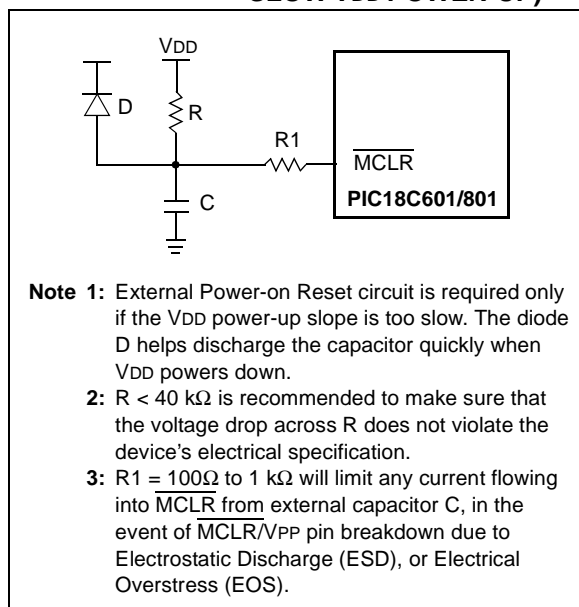 VDD
D
R
R1
MCLR
C
PIC18C601/801
Note 1: External Power-on Reset circuit is required only
if the VDD power-up slope is too slow. The diode
D helps discharge the capacitor quickly when
VDD powers down.
2: R < 40 kΩ is recommended to make sure that
the voltage drop across R does not violate the
device's electrical specification.
3: R1 = 100Ω to 1 kΩ will limit any current flowing
into MCLR from external capacitor C, in the
event of MCLR/VPP pin breakdown due to
Electrostatic Discharge (ESD), or Electrical
Overstress (EOS).